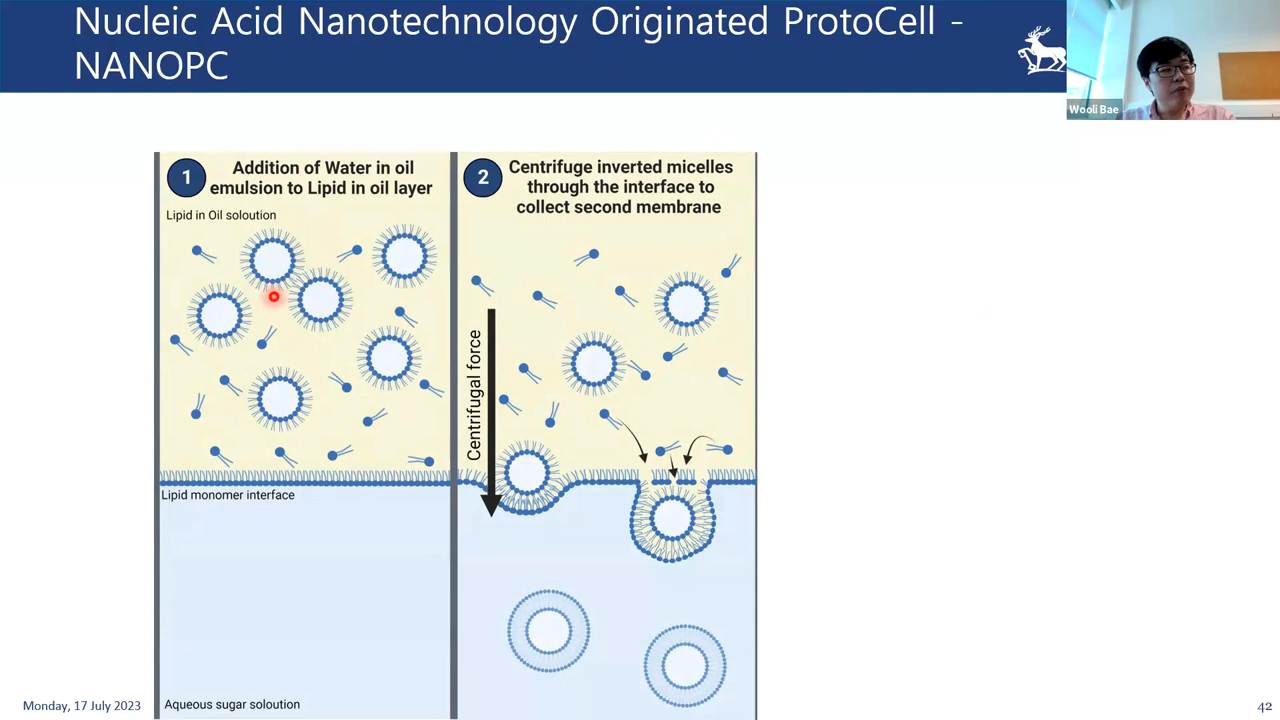 Nucleic Acid Nanotechnology Originated ProtoCell -
NANOPC
Wooli Bae
1
Addition of Water in oil
emulsion to Lipid in oil layer
Lipid in Oil soloution
Lipid monomer interface
Aqueous sugar soloution
2
Centrifuge inverted micelles
through the interface to
collect second membrane
Centrifugal force
Monday, 17 July 2023
42